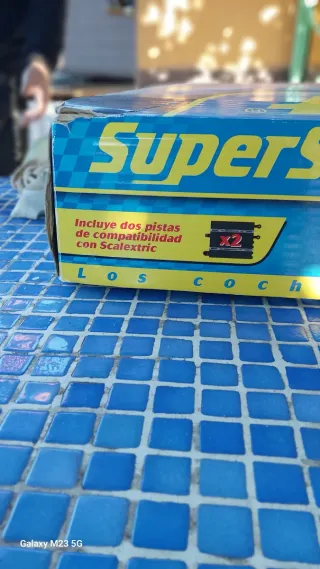 SUPERS
Incluye dos pistas
de compatibilidad
con Scalextric
x2
Los coch
Galaxy M23 5G